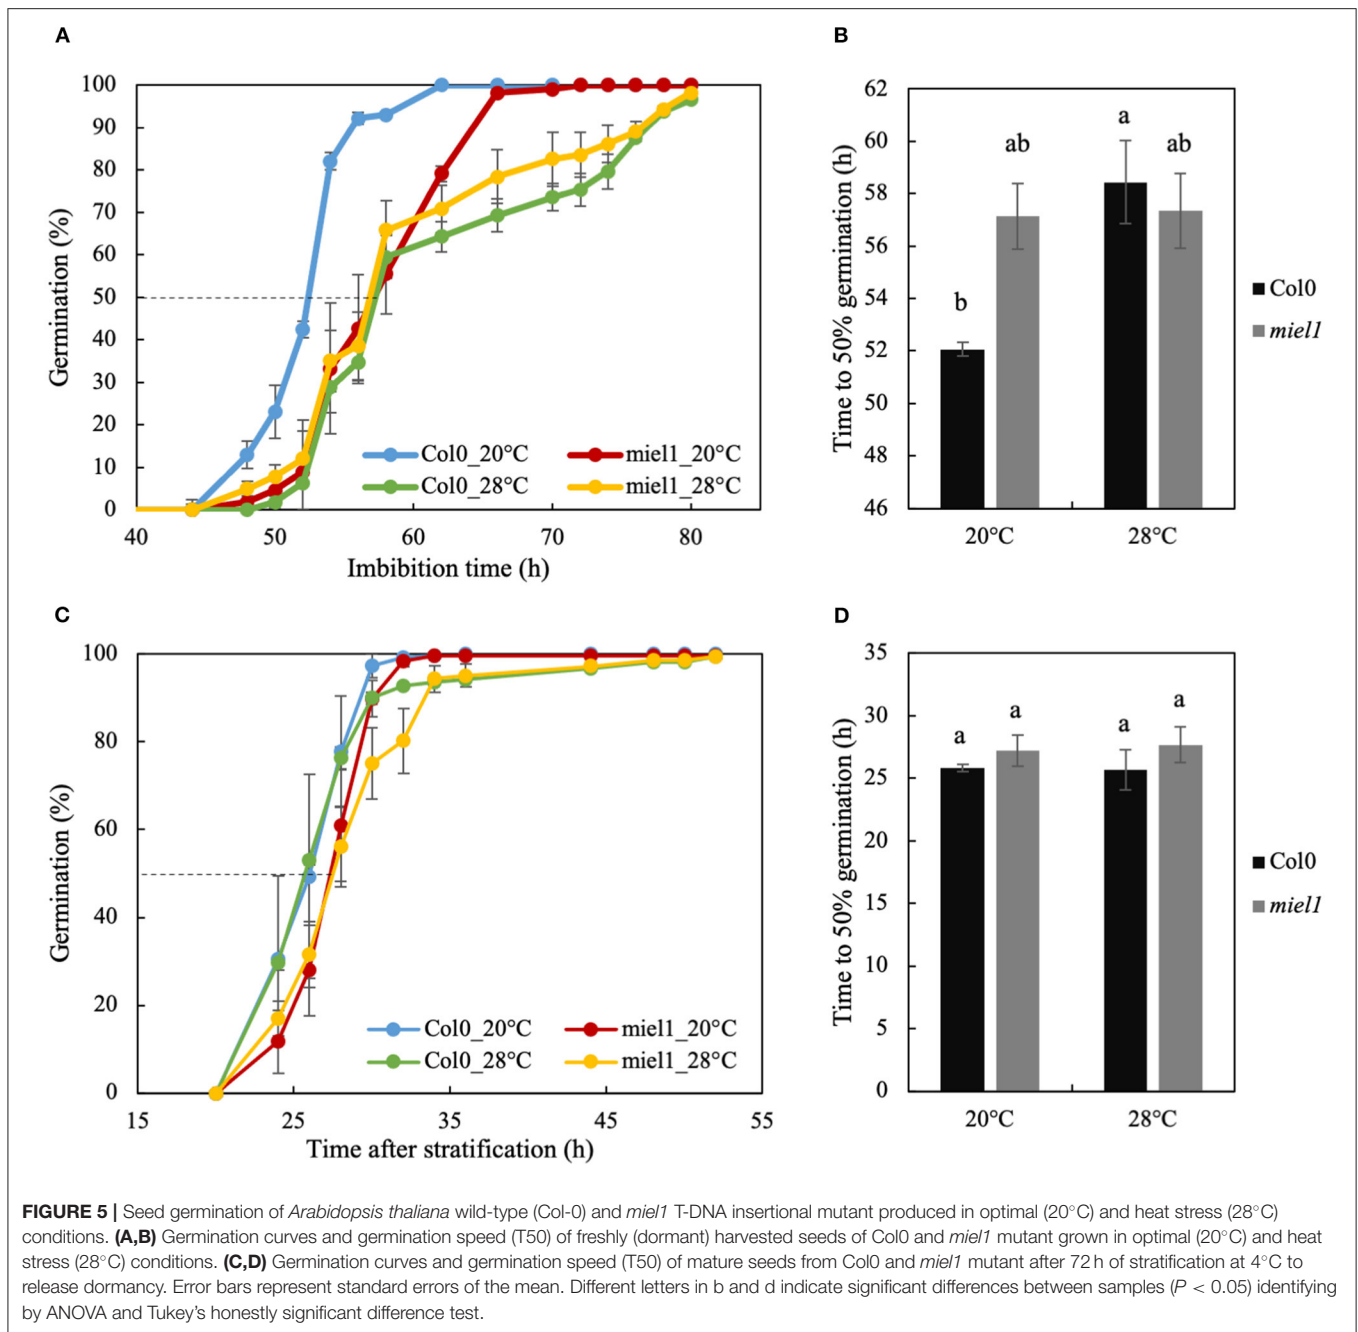 A
100
90
80
70
60
50
40
30
20
10
0
Germination (%)
40
50
60
70
80
Imbibition time (h)
Col0_20°C
miel1_20°C
Col0_28°C
miel1_28°C
B
62
60
58
56
54
52
50
48
46
Time to 50% germination (h)
b
ab
a
ab
20°C
28°C
Col0
miel1
C
100
80
60
40
20
0
Germination (%)
15
25
35
45
55
Time after stratification (h)
Col0_20°C
miel1_20°C
Col0_28°C
miel1_28°C
D
35
30
25
20
15
10
5
0
Time to 50% germination (h)
a
a
a
a
20°C
28°C
Col0
miel1
FIGURE 5 | Seed germination of Arabidopsis thaliana wild-type (Col-0) and miel1 T-DNA insertional mutant produced in optimal (20°C) and heat stress (28°C)
conditions. (A,B) Germination curves and germination speed (T50) of freshly (dormant) harvested seeds of Col0 and miel1 mutant grown in optimal (20°C) and heat
stress (28°C) conditions. (C,D) Germination curves and germination speed (T50) of mature seeds from Col0 and miel1 mutant after 72 h of stratification at 4°C to
release dormancy. Error bars represent standard errors of the mean. Different letters in b and d indicate significant differences between samples (P < 0.05) identifying
by ANOVA and Tukey's honestly significant difference test.